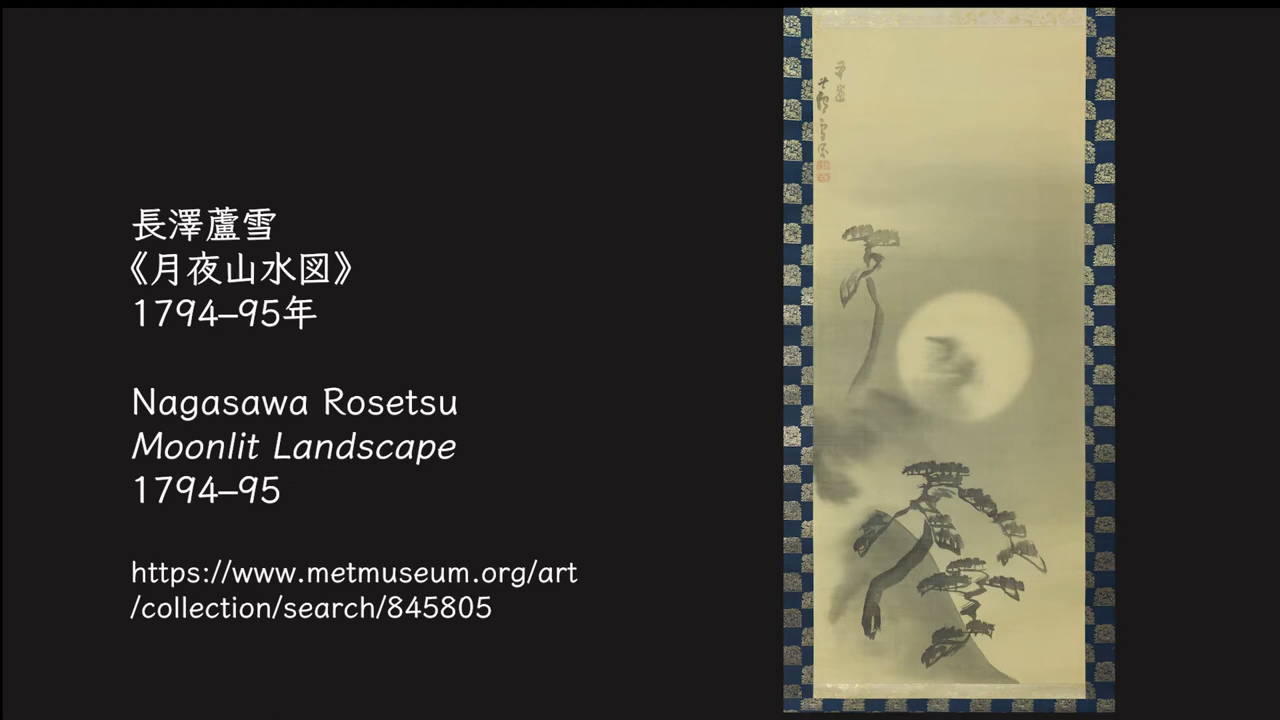 長澤蘆雪
《月夜山水図》
1794–95年
Nagasawa Rosetsu
Moonlit Landscape
1794–95
https://www.metmuseum.org/art
/collection/search/845805